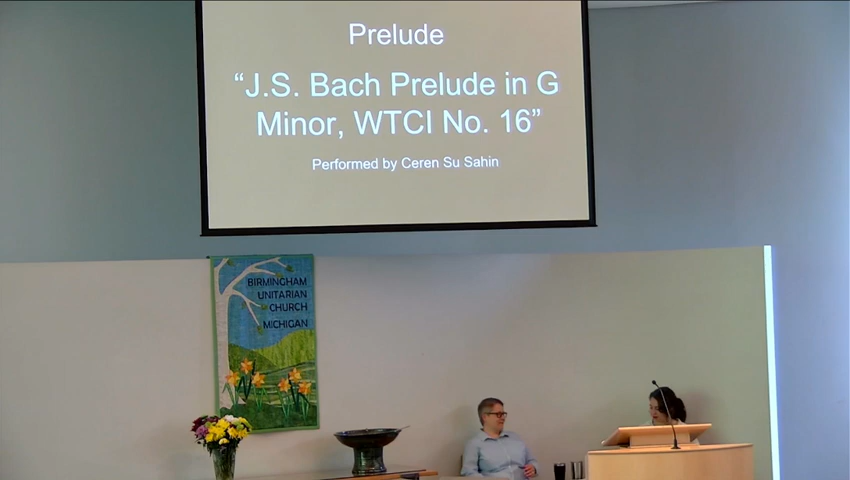 Prelude
“J.S. Bach Prelude in G
Minor, WTCI No. 16”
Performed by Ceren Su Sahin
BIRMINGHAM
UNITARIAN
CHURCH
MICHIGAN